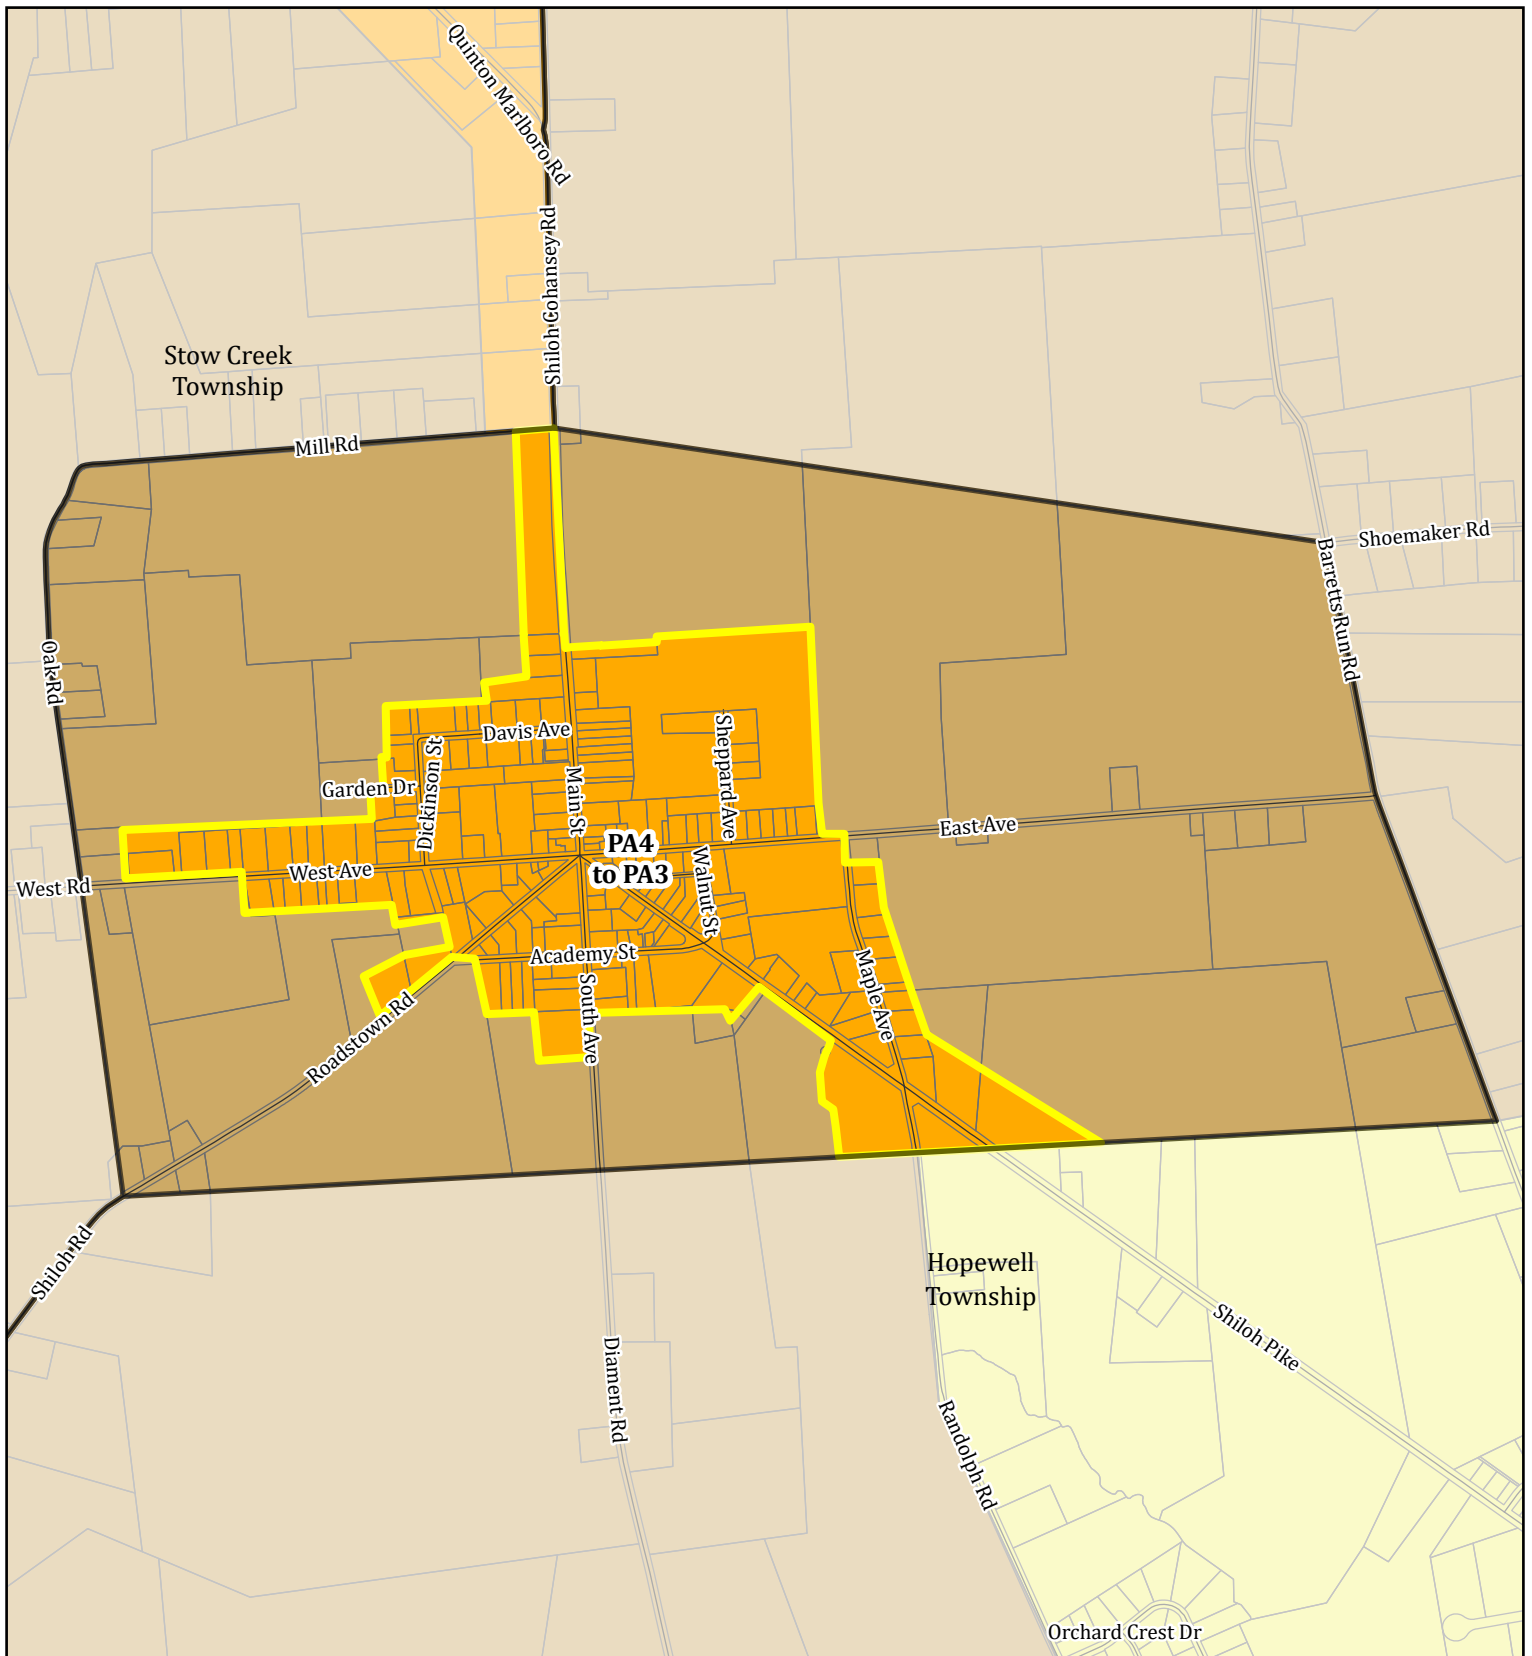 Quinton Marlboro Rd
Shiloh Cohansey Rd
Stow Creek
Township
Mill Rd
Shoemaker Rd
Barretts Run Rd
Oak Rd
Davis Ave
Sheppard Ave
Dickinson St
Garden Dr
Main St
East Ave
PA4
to PA3
West Ave
West Rd
Walnut St
Academy St
Maple Ave
South Ave
Roadstown Rd
Shiloh Rd
Hopewell
Township
Shiloh Pike
Diament Rd
Randolph Rd
Orchard Crest Dr